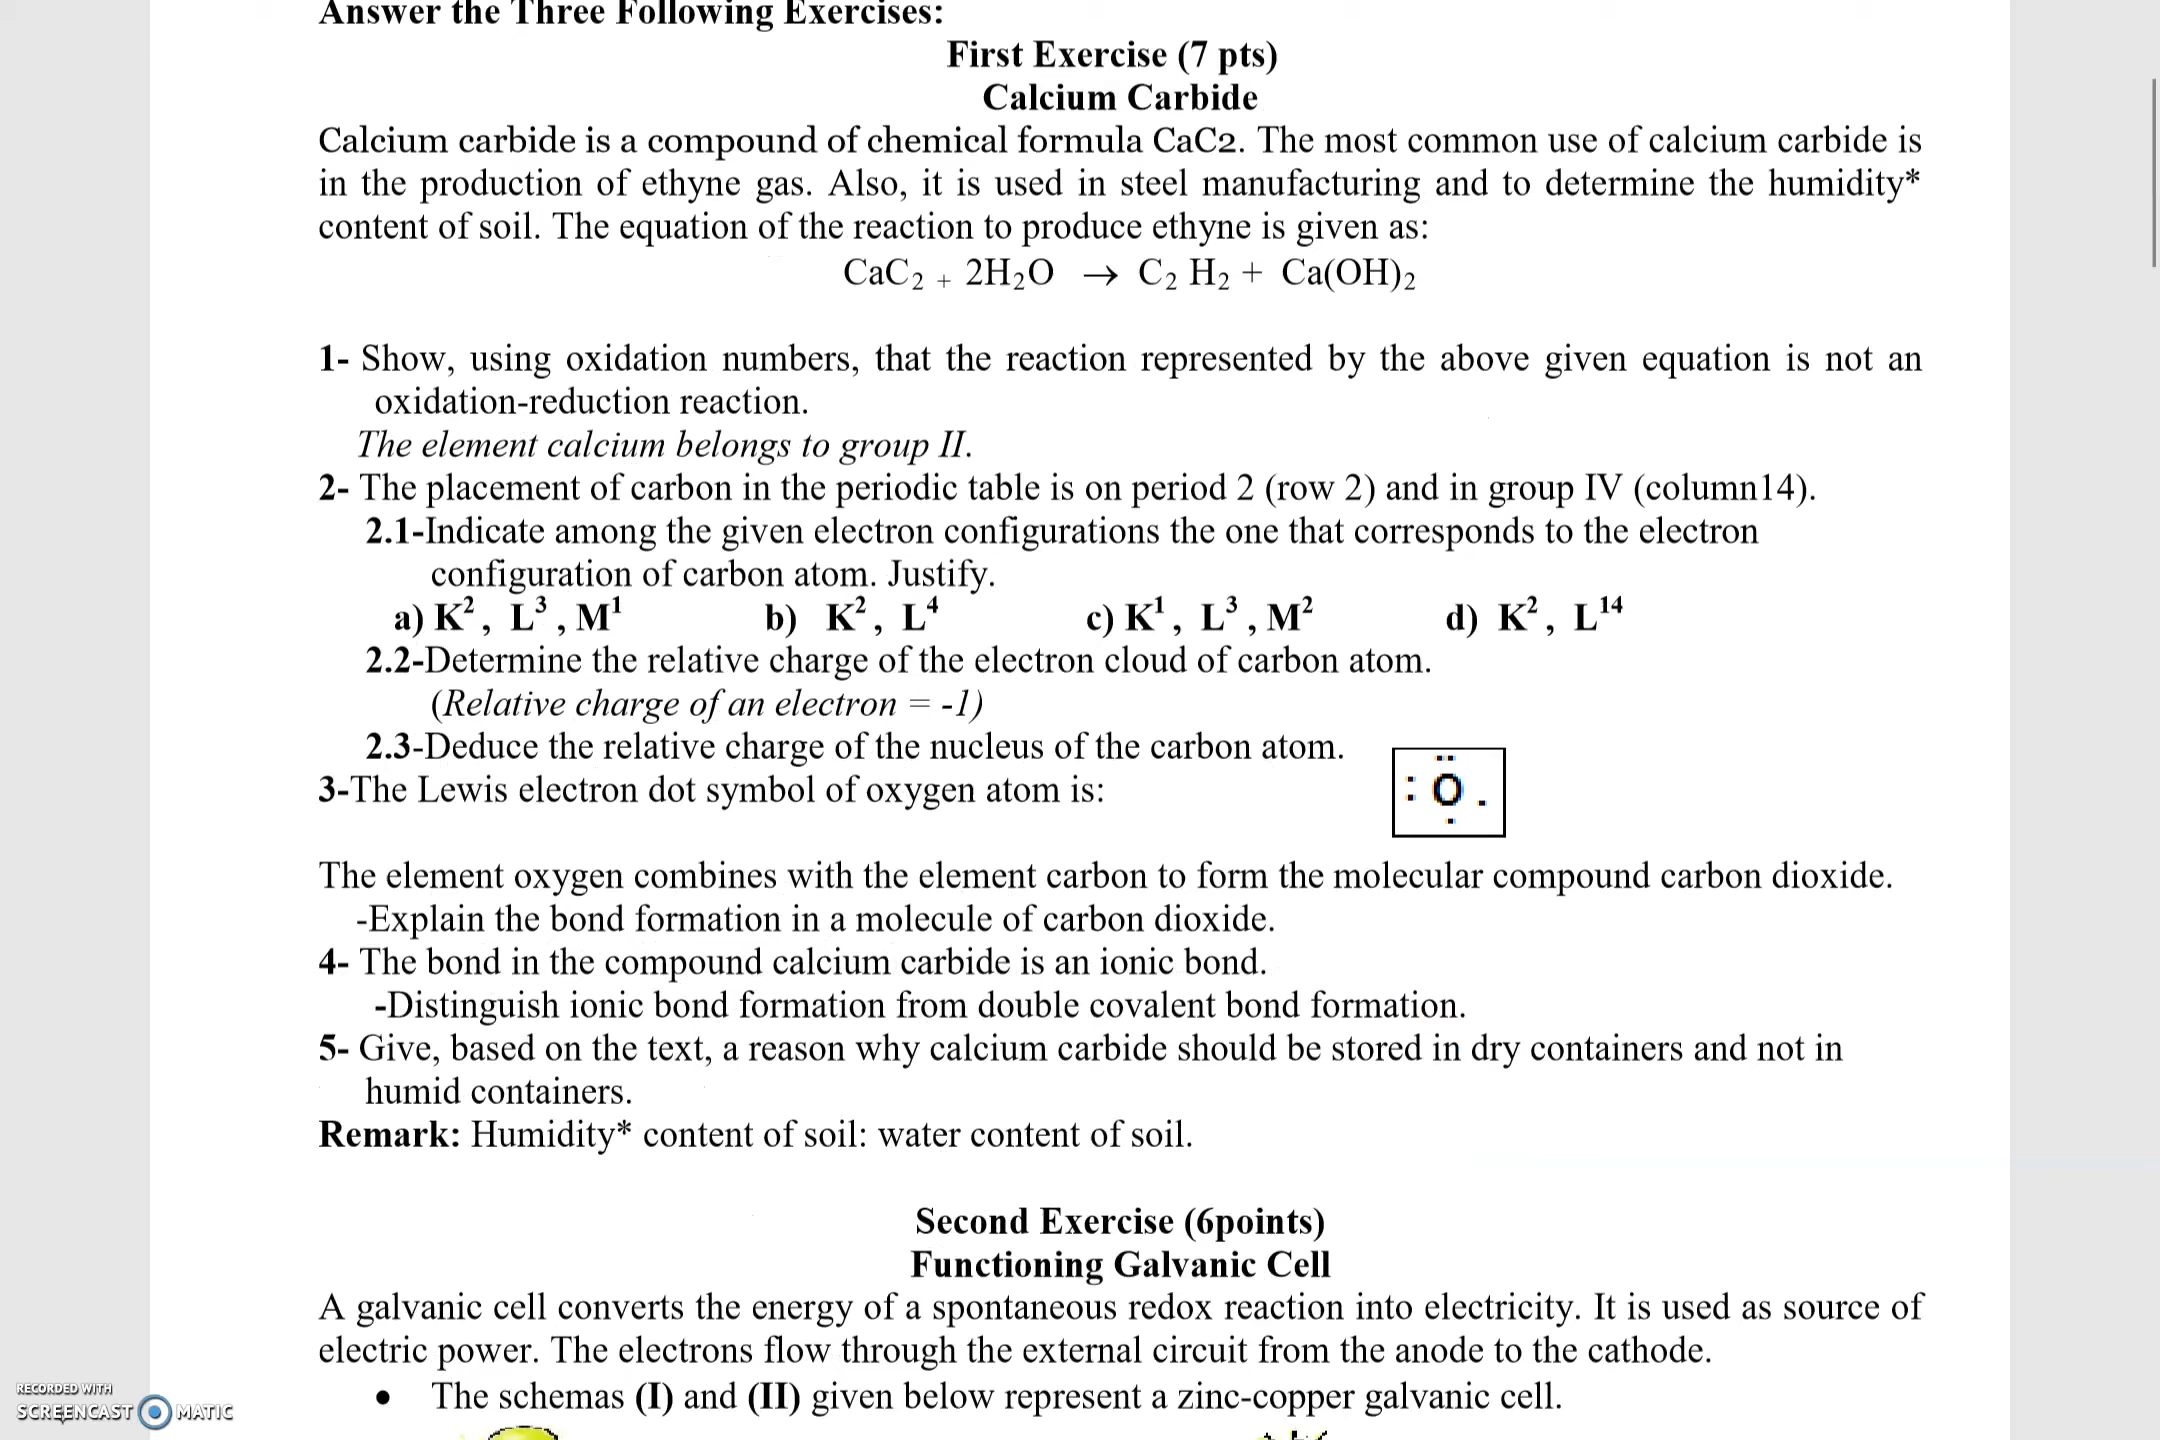 Answer the Three Following Exercises:
First Exercise (7 pts)
Calcium Carbide
Calcium carbide is a compound of chemical formula CaC2. The most common use of calcium carbide is
in the production of ethyne gas. Also, it is used in steel manufacturing and to determine the humidity*
content of soil. The equation of the reaction to produce ethyne is given as:
CaC₂ + 2H₂O → C₂ H₂ + Ca(OH)₂
1- Show, using oxidation numbers, that the reaction represented by the above given equation is not an
oxidation-reduction reaction.
The element calcium belongs to group II.
2- The placement of carbon in the periodic table is on period 2 (row 2) and in group IV (column14).
2.1-Indicate among the given electron configurations the one that corresponds to the electron
configuration of carbon atom. Justify.
a) K², L³, M¹ b) K², L⁴ c) K¹, L³, M² d) K², L¹⁴
2.2-Determine the relative charge of the electron cloud of carbon atom.
(Relative charge of an electron = -1)
2.3-Deduce the relative charge of the nucleus of the carbon atom.
3-The Lewis electron dot symbol of oxygen atom is:
O
The element oxygen combines with the element carbon to form the molecular compound carbon dioxide.
-Explain the bond formation in a molecule of carbon dioxide.
4- The bond in the compound calcium carbide is an ionic bond.
-Distinguish ionic bond formation from double covalent bond formation.
5- Give, based on the text, a reason why calcium carbide should be stored in dry containers and not in
humid containers.
Remark: Humidity* content of soil: water content of soil.
Second Exercise (6points)
Functioning Galvanic Cell
A galvanic cell converts the energy of a spontaneous redox reaction into electricity. It is used as source of
electric power. The electrons flow through the external circuit from the anode to the cathode.
• The schemas (I) and (II) given below represent a zinc-copper galvanic cell.
RECORDED WITH
SCREENCAST MATIC